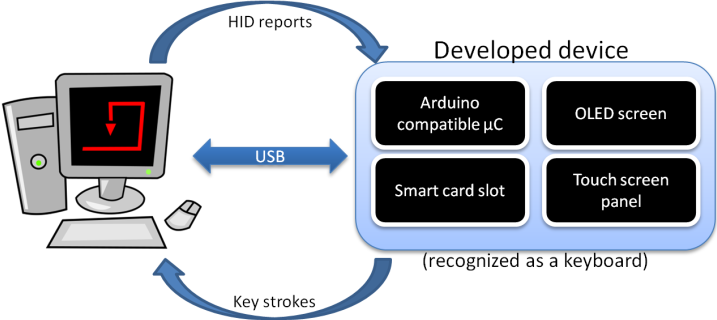 HID reports
Developed device
Arduino
compatible µC
OLED screen
USB
Smart card slot
Touch screen
panel
(recognized as a keyboard)
Key strokes